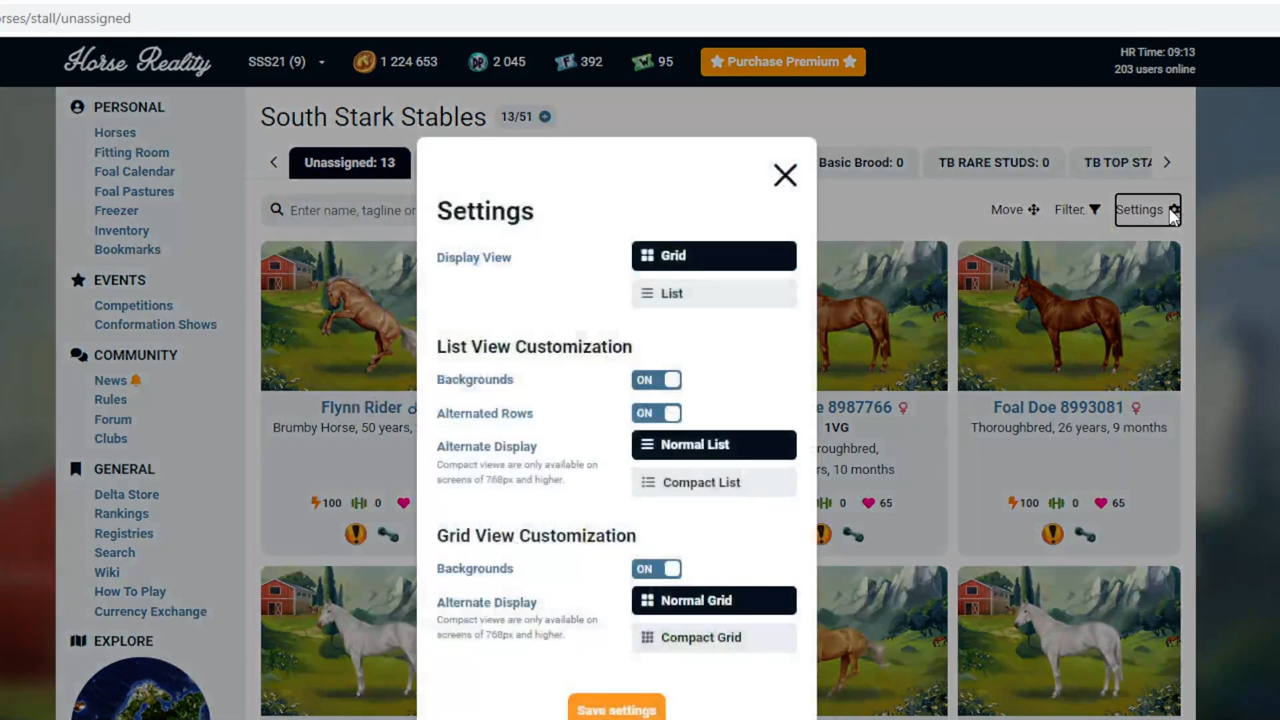 rses/stall/unassigned
Horse Reality
SSS21 (9)
1 224 653
2 045
392
95
Purchase Premium
HR Time: 09:13
203 users online
PERSONAL
Horses
Fitting Room
Foal Calendar
Foal Pastures
Freezer
Inventory
Bookmarks
EVENTS
Competitions
Conformation Shows
COMMUNITY
News
Rules
Forum
Clubs
GENERAL
Delta Store
Rankings
Registries
Search
Wiki
How To Play
Currency Exchange
EXPLORE
South Stark Stables
13/51
Unassigned: 13
Basic Brood: 0
TB RARE STUDS: 0
TB TOP STA
Enter name, tagline or
Move
Filter
Settings
Flynn Rider
Brumby Horse, 50 years,
100
0
e 8987766
1VG
roughbred,
rs, 10 months
0
65
Foal Doe 8993081
Thoroughbred, 26 years, 9 months
100
0
65
Settings
Display View
Grid
List
List View Customization
Backgrounds
ON
Alternated Rows
ON
Alternate Display
Compact views are only available on
screens of 768px and higher.
Normal List
Compact List
Grid View Customization
Backgrounds
ON
Alternate Display
Compact views are only available on
screens of 768px and higher.
Normal Grid
Compact Grid
Save settings